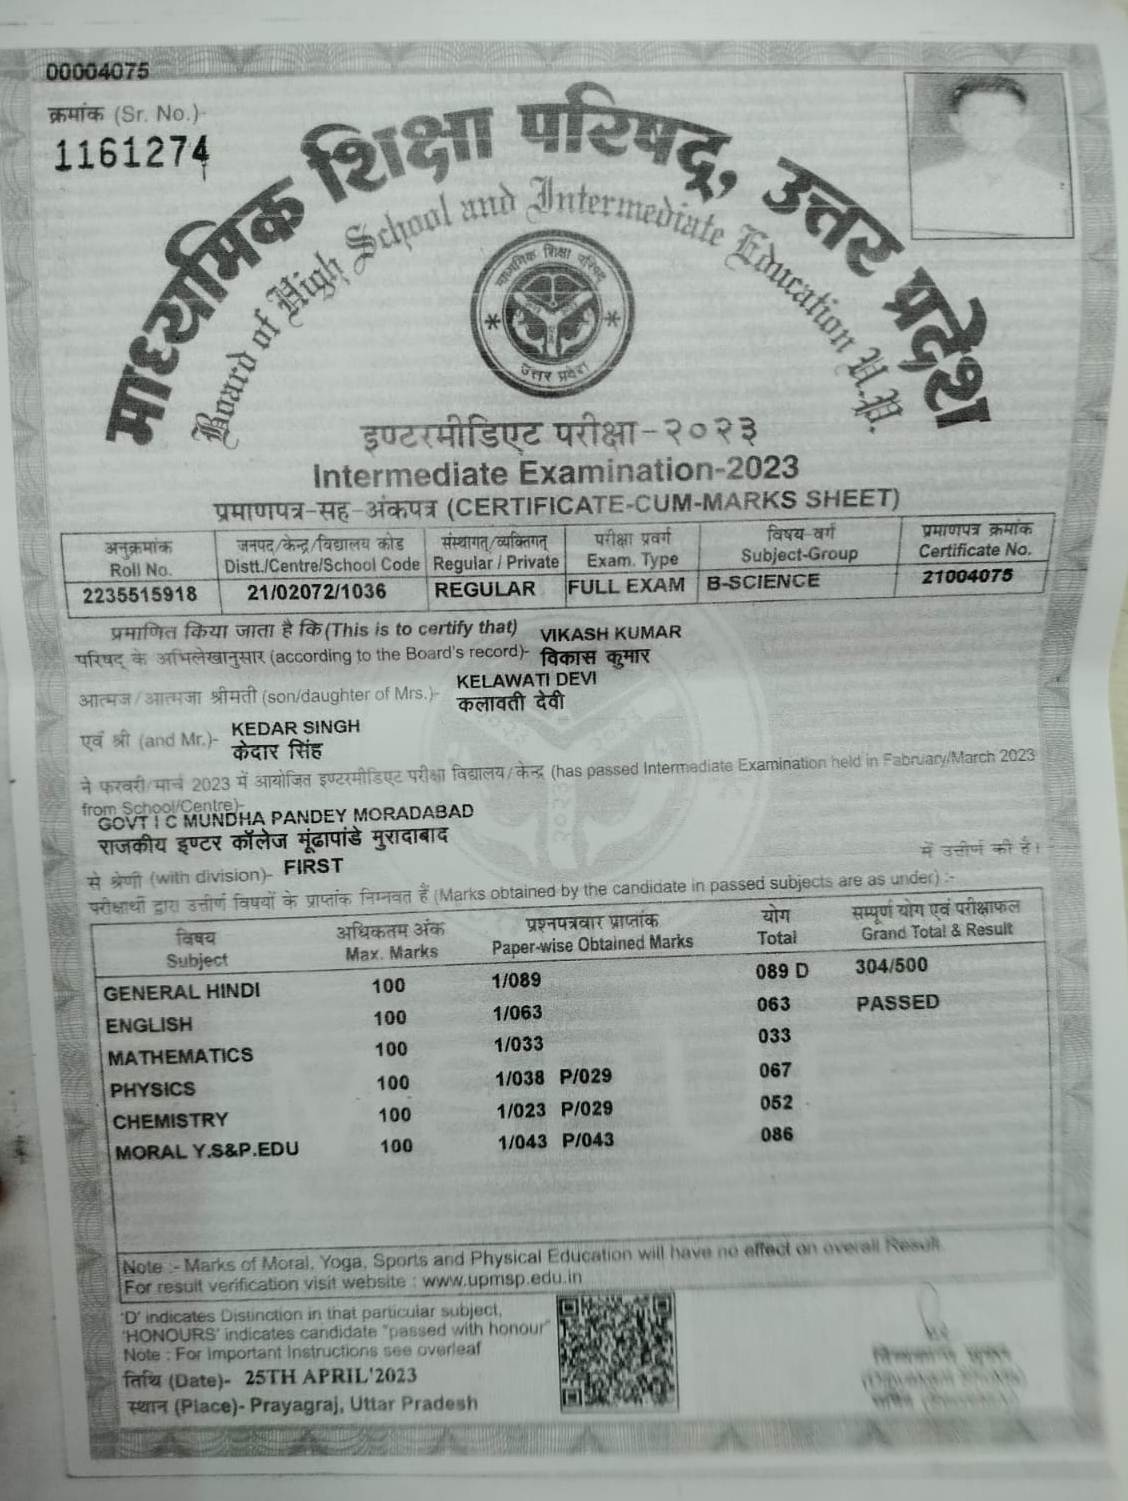 00004075
क्रमांक (Sr. No.)-
1161274
माध्यमिक शिक्षा परिषद्, उत्तर प्रदेश
Board of High School and Intermediate Education U.P.
माध्यमिक शिक्षा परिषद्
उत्तर प्रदेश
इण्टरमीडिएट परीक्षा-२०२३
Intermediate Examination-2023
प्रमाणपत्र-सह-अंकपत्र (CERTIFICATE-CUM-MARKS SHEET)
अनुक्रमांक जनपद/केन्द्र/विद्यालय कोड संस्थागत/व्यक्तिगत परीक्षा प्रवर्ग विषय-वर्ग प्रमाणपत्र क्रमांक
Roll No. Distt./Centre/School Code Regular / Private Exam. Type Subject-Group Certificate No.
2235515918 21/02072/1036 REGULAR FULL EXAM B-SCIENCE 21004075
प्रमाणित किया जाता है कि (This is to certify that) VIKASH KUMAR
परिषद् के अभिलेखानुसार (according to the Board's record)- विकास कुमार
आत्मज/आत्मजा श्रीमती (son/daughter of Mrs.)- KELAWATI DEVI
कलावती देवी
एवं श्री (and Mr.)- KEDAR SINGH
केदार सिंह
ने फरवरी/मार्च 2023 में आयोजित इण्टरमीडिएट परीक्षा विद्यालय/केन्द्र (has passed Intermediate Examination held in Fabruary/March 2023
from School/Centre)-
GOVT I C MUNDHA PANDEY MORADABAD
राजकीय इण्टर कॉलेज मूंढापांडे मुरादाबाद
में उत्तीर्ण की है।
से श्रेणी (with division)- FIRST
परीक्षार्थी द्वारा उत्तीर्ण विषयों के प्राप्तांक निम्नवत हैं (Marks obtained by the candidate in passed subjects are as under) :-
विषय अधिकतम अंक प्रश्नपत्रवार प्राप्तांक योग सम्पूर्ण योग एवं परीक्षाफल
Subject Max. Marks Paper-wise Obtained Marks Total Grand Total & Result
GENERAL HINDI 100 1/089 089 D 304/500
ENGLISH 100 1/063 063 PASSED
MATHEMATICS 100 1/033 033
PHYSICS 100 1/038 P/029 067
CHEMISTRY 100 1/023 P/029 052
MORAL Y.S&P.EDU 100 1/043 P/043 086
Note :- Marks of Moral, Yoga, Sports and Physical Education will have no effect on overall Result.
For result verification visit website : www.upmsp.edu.in
'D' indicates Distinction in that particular subject,
'HONOURS' indicates candidate "passed with honour"
Note : For Important Instructions see overleaf
तिथि (Date)- 25TH APRIL'2023
स्थान (Place)- Prayagraj, Uttar Pradesh